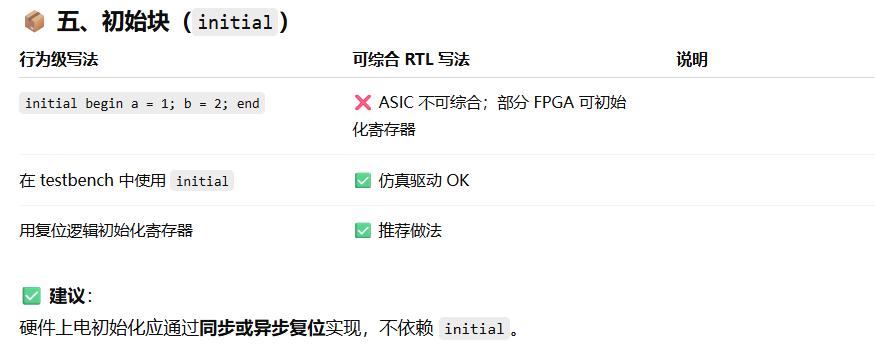 📦 五、初始块（initial）
行为级写法 可综合 RTL 写法 说明
initial begin a = 1; b = 2; end ❌ ASIC 不可综合；部分 FPGA 可初始
化寄存器
在 testbench 中使用 initial ✅ 仿真驱动 OK
用复位逻辑初始化寄存器 ✅ 推荐做法
✅ 建议：
硬件上电初始化应通过同步或异步复位实现，不依赖 initial。